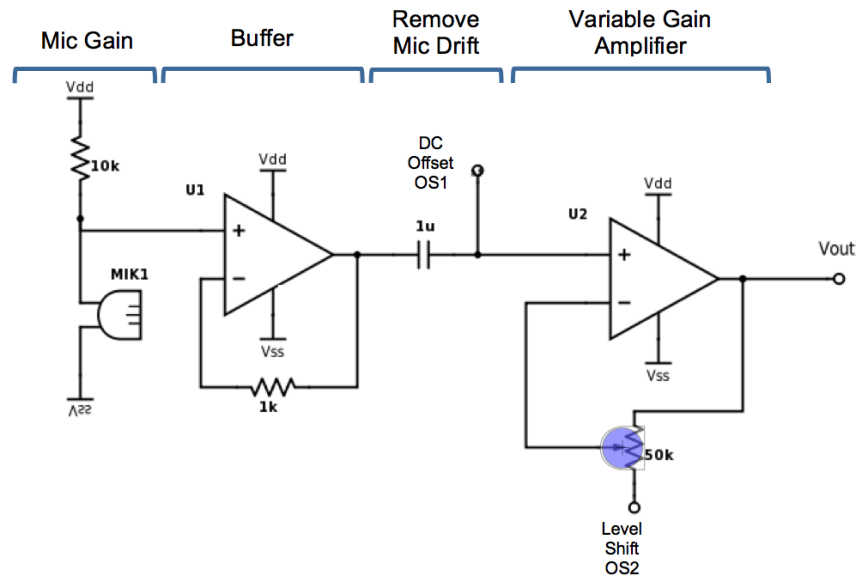 Mic Gain
Buffer
Remove
Mic Drift
Variable Gain
Amplifier
Vdd
10k
MIK1
Vss
U1
Vdd
+
−
Vss
1k
1u
DC
Offset
OS1
U2
Vdd
+
−
Vss
50k
Level
Shift
OS2
Vout